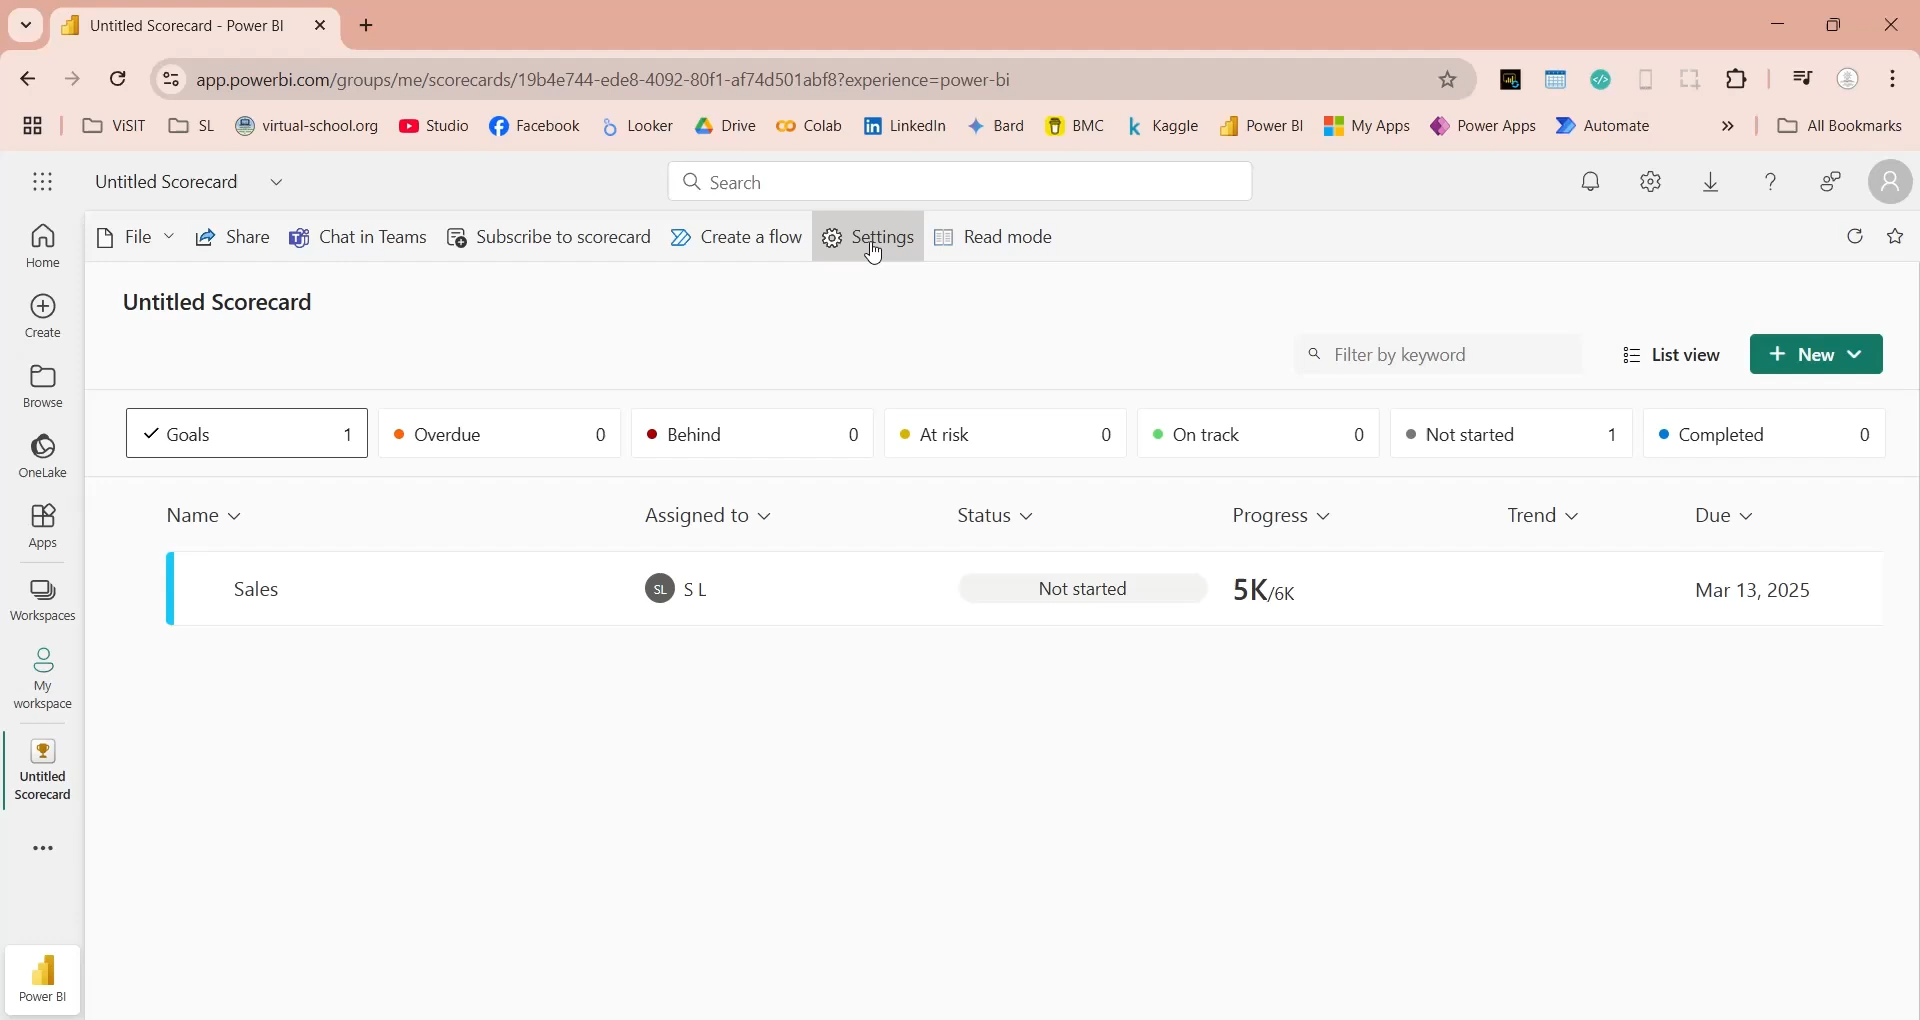 Untitled Scorecard - Power BI
app.powerbi.com/groups/me/scorecards/19b4e744-ede8-4092-80f1-af74d501abf8?experience=power-bi
ViSIT SL virtual-school.org Studio Facebook Looker Drive Colab LinkedIn Bard BMC Kaggle Power BI My Apps Power Apps Automate » All Bookmarks
Untitled Scorecard Search
File Share Chat in Teams Subscribe to scorecard Create a flow Settings Read mode
Home
Create
Browse
OneLake
Apps
Workspaces
My
workspace
Untitled
Scorecard
Power BI
Untitled Scorecard
Filter by keyword List view + New
Goals 1 Overdue 0 Behind 0 At risk 0 On track 0 Not started 1 Completed 0
Name Assigned to Status Progress Trend Due
Sales SL S L Not started 5K/6K Mar 13, 2025